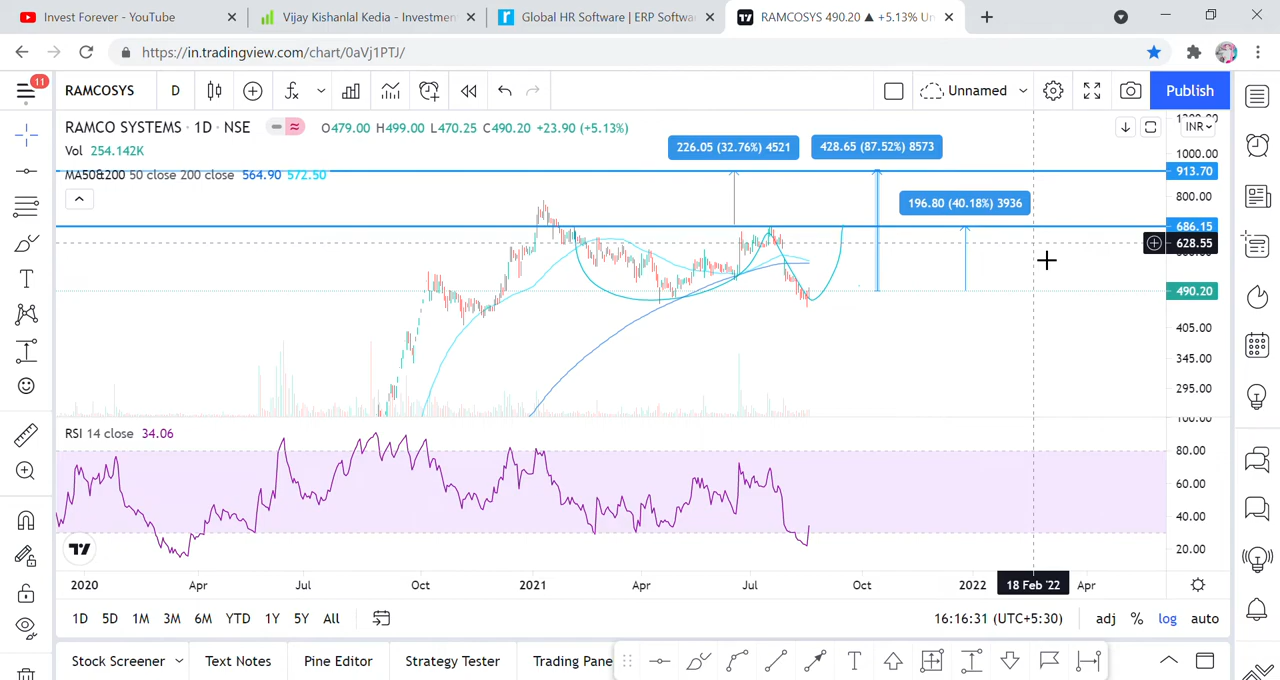 Invest Forever - YouTube
Vijay Kishanlal Kedia - Investmen
Global HR Software | ERP Softwa
RAMCOSYS 490.20 ▲ +5.13% Un
https://in.tradingview.com/chart/0aVj1PTJ/
11
RAMCOSYS
D
Unnamed
Publish
RAMCO SYSTEMS · 1D · NSE
O479.00 H499.00 L470.25 C490.20 +23.90 (+5.13%)
INR
Vol 254.142K
226.05 (32.76%) 4521
428.65 (87.52%) 8573
1000.00
MA50&200 50 close 200 close 564.90 572.50
913.70
800.00
196.80 (40.18%) 3936
686.15
628.55
490.20
405.00
345.00
295.00
RSI 14 close 34.06
80.00
60.00
40.00
20.00
2020 Apr Jul Oct 2021 Apr Jul Oct 2022 18 Feb '22 Apr
1D 5D 1M 3M 6M YTD 1Y 5Y All
16:16:31 (UTC+5:30) adj % log auto
Stock Screener Text Notes Pine Editor Strategy Tester Trading Pane